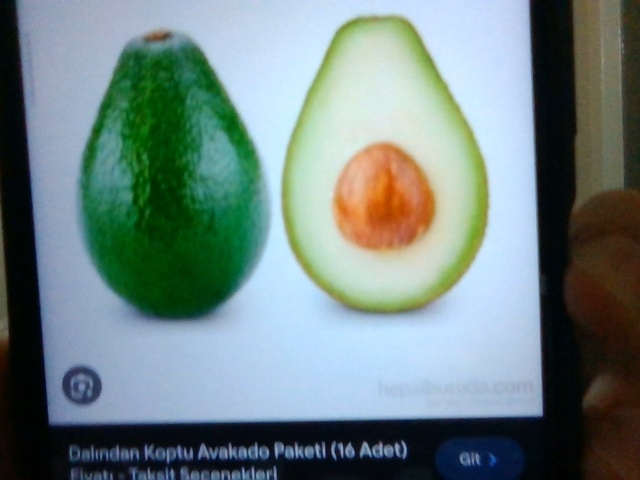 hepsiburada.com
Dalından Koptu Avakado Paketi (16 Adet)
Git >
Fiyatı - Taksit Seçenekleri